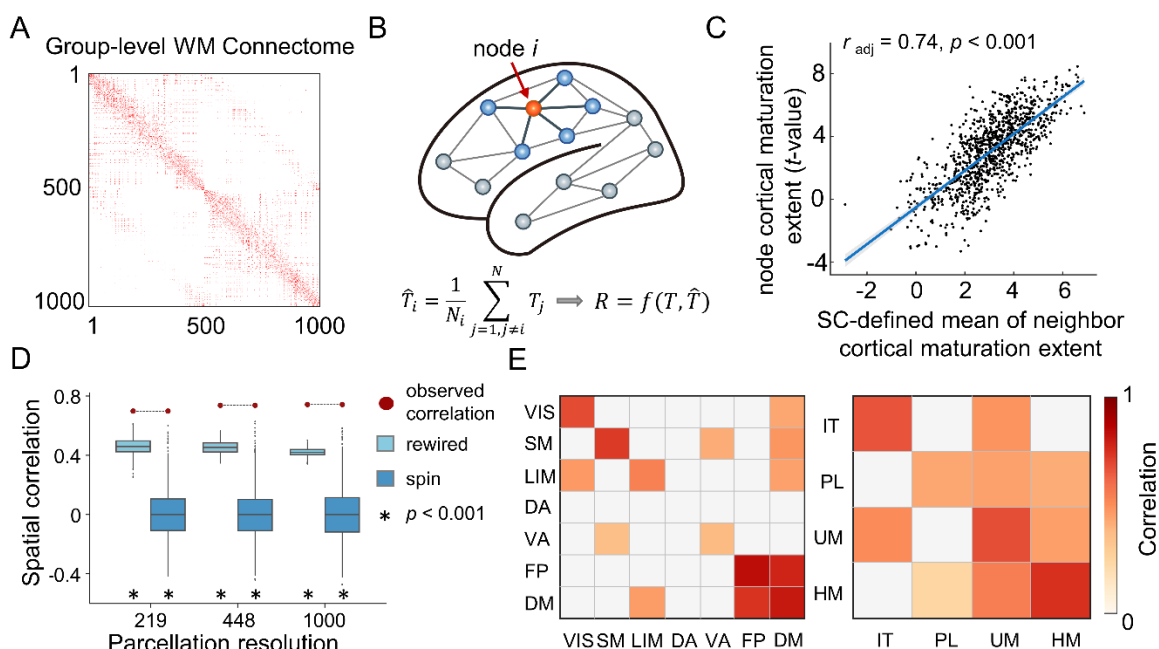 A
Group-level WM Connectome
1
500
1000
1
500
1000
B
node i
T̂ᵢ = 1/Nᵢ ∑ᴺ ⱼ₌₁,ⱼ≠ᵢ Tⱼ ⇒ R = f(T, T̂)
C
r adj = 0.74, p < 0.001
node cortical maturation
extent (t-value)
8
4
0
-4
-2 0 2 4 6
SC-defined mean of neighbor
cortical maturation extent
D
Spatial correlation
0.8
0.4
0
-0.4
* * * * * *
219 448 1000
Parcellation resolution
observed
correlation
rewired
spin
* p < 0.001
E
VIS
SM
LIM
DA
VA
FP
DM
VIS SM LIM DA VA FP DM
IT
PL
UM
HM
IT PL UM HM
1
0
Correlation